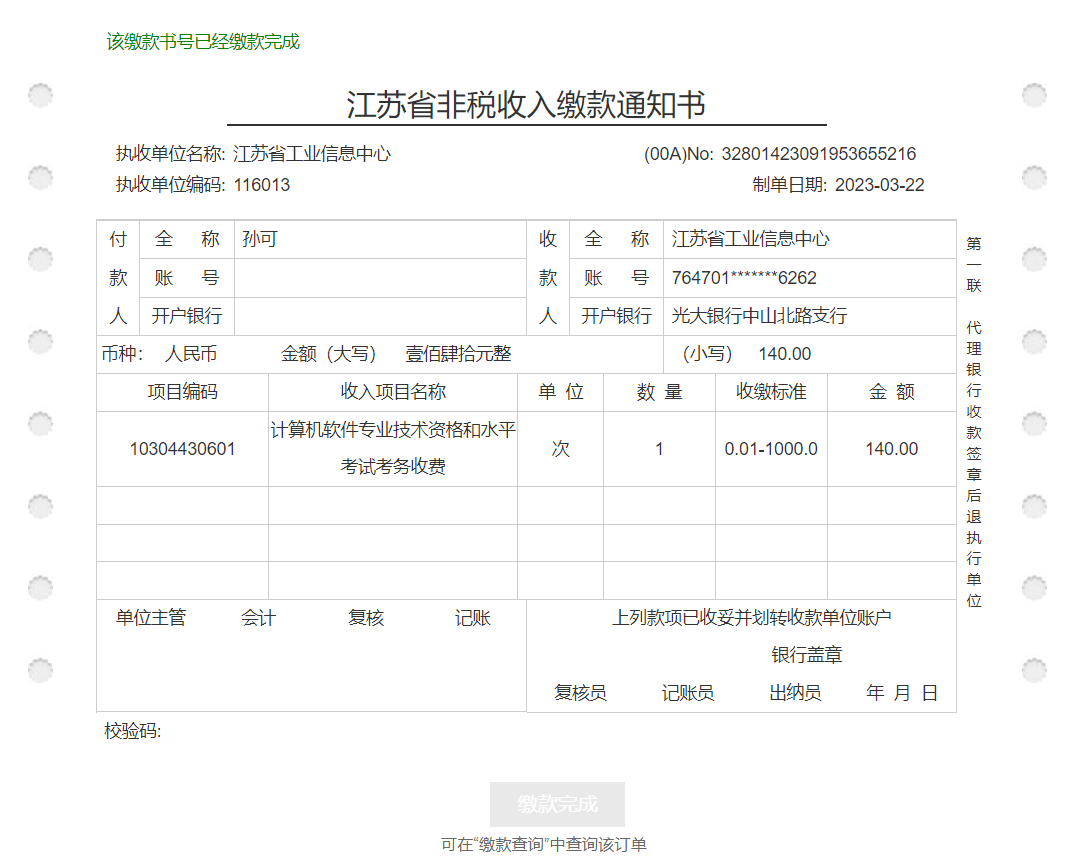 该缴款书号已经缴款完成
江苏省非税收入缴款通知书
执收单位名称: 江苏省工业信息中心 (00A)No: 32801423091953655216
执收单位编码: 116013 制单日期: 2023-03-22
付款人 全 称 孙可 收款人 全 称 江苏省工业信息中心
账 号 账 号 764701*******6262
开户银行 开户银行 光大银行中山北路支行
币种： 人民币 金额（大写） 壹佰肆拾元整 （小写） 140.00
项目编码 收入项目名称 单 位 数 量 收缴标准 金 额
10304430601 计算机软件专业技术资格和水平 次 1 0.01-1000.0 140.00
考试考务收费
单位主管 会计 复核 记账 上列款项已收妥并划转收款单位账户
银行盖章
复核员 记账员 出纳员 年 月 日
校验码:
第一联 代理银行收款签章后退执行单位
缴款完成
可在“缴款查询”中查询该订单